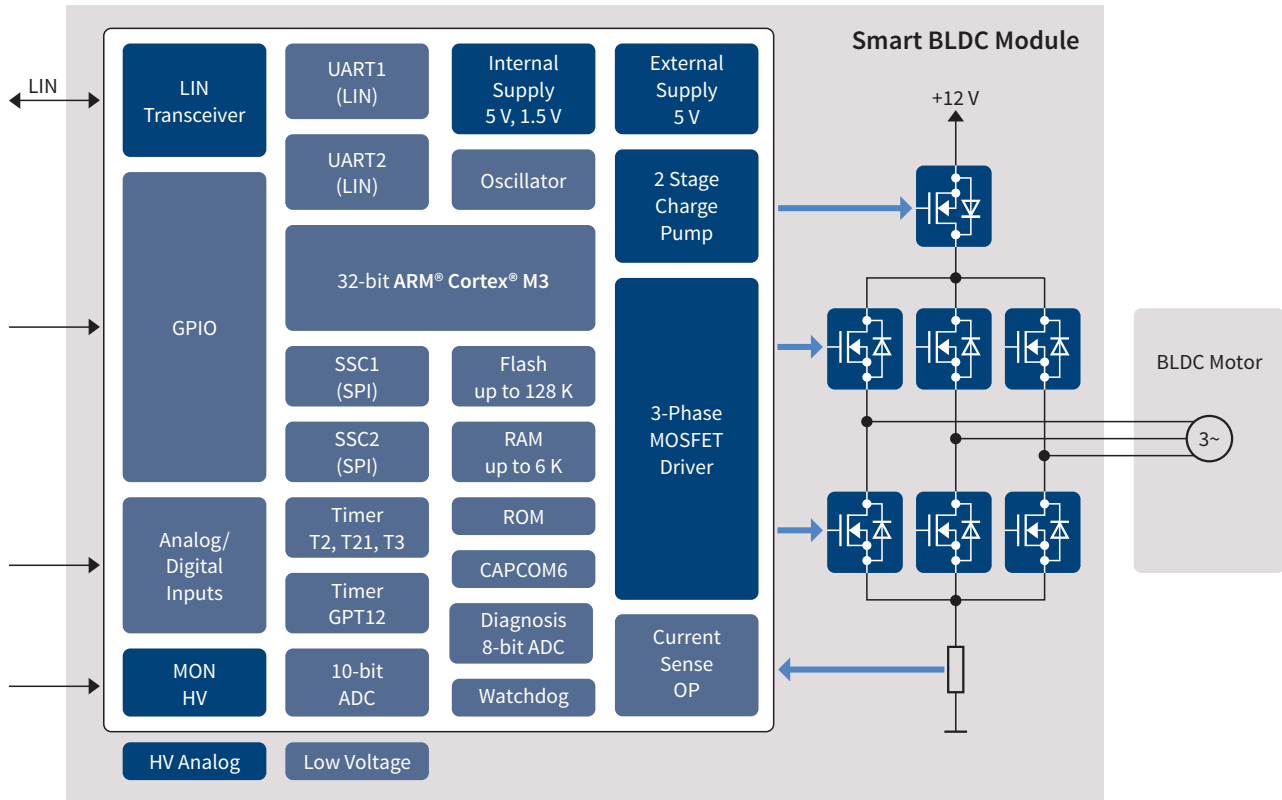 Smart BLDC Module
LIN
LIN
Transceiver
GPIO
Analog/
Digital
Inputs
MON
HV
UART1
(LIN)
UART2
(LIN)
Internal
Supply
5 V, 1.5 V
Oscillator
32-bit ARM® Cortex® M3
SSC1
(SPI)
SSC2
(SPI)
Timer
T2, T21, T3
Timer
GPT12
10-bit
ADC
Flash
up to 128 K
RAM
up to 6 K
ROM
CAPCOM6
Diagnosis
8-bit ADC
Watchdog
External
Supply
5 V
2 Stage
Charge
Pump
3-Phase
MOSFET
Driver
Current
Sense
OP
+12 V
BLDC Motor
3~
HV Analog
Low Voltage